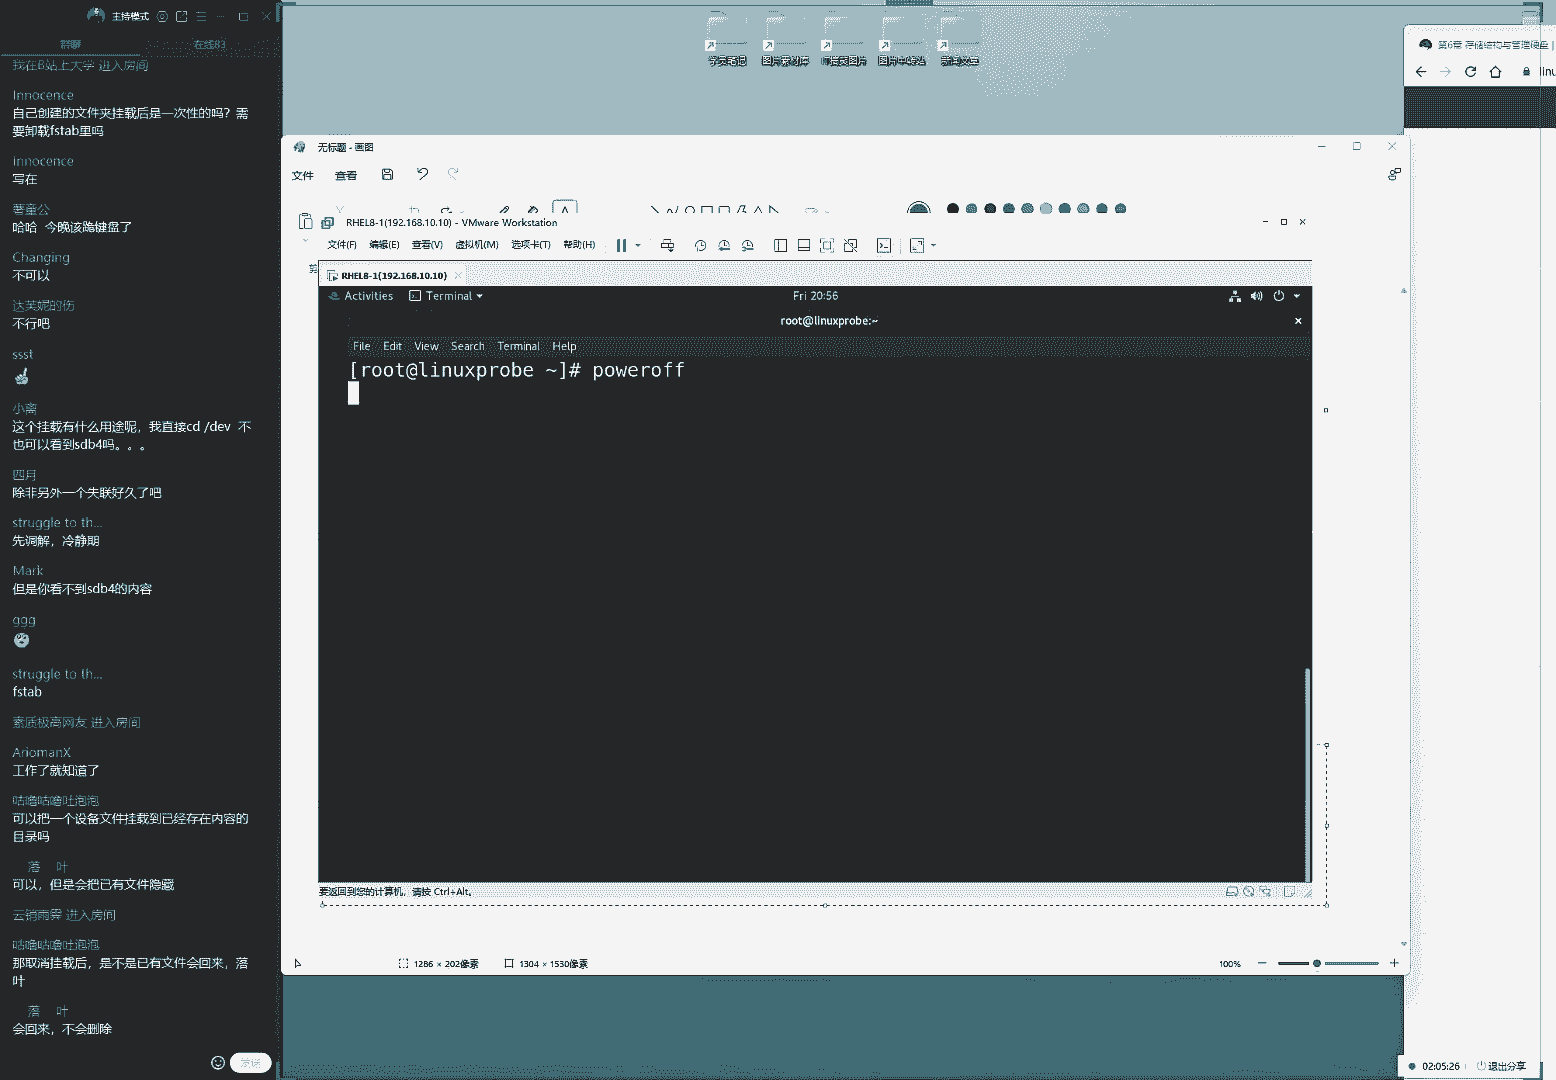 主持模式
群聊
在线83
我在B站上大学 进入房间
Innocence
自己创建的文件夹挂载后是一次性的吗？需
要卸载fstab里吗
Innocence
写在
薯童公
哈哈 今晚该跪键盘了
Changing
不可以
达芙妮的伤
不行吧
ssst
小离
这个挂载有什么用途呢，我直接cd /dev 不
也可以看到sdb4吗。。。
四月
除非另外一个失联好久了吧
struggle to th...
先调解，冷静期
Mark
但是你看不到sdb4的内容
ggg
struggle to th...
fstab
素质极高网友 进入房间
AriomanX
工作了就知道了
咕噜咕噜吐泡泡
可以把一个设备文件挂载到已经存在内容的
目录吗
落 叶
可以，但是会把已有文件隐藏
云销雨霁 进入房间
咕噜咕噜吐泡泡
那取消挂载后，是不是已有文件会回来，落
叶
落 叶
会回来，不会删除
发送
学员笔记
图片素材库
第6章 存储结构与管理硬盘 |
linu
无标题 - 画图
文件
查看
RHEL8-1(192.168.10.10) - VMware Workstation
文件(F)
编辑(E)
查看(V)
虚拟机(M)
选项卡(T)
帮助(H)
剪
RHEL8-1(192.168.10.10)
Activities
Terminal
Fri 20:56
root@linuxprobe:~
File Edit View Search Terminal Help
[root@linuxprobe ~]# poweroff
要返回到您的计算机，请按 Ctrl+Alt。
1286 × 202像素
1304 × 1530像素
100%
02:05:26
退出分享